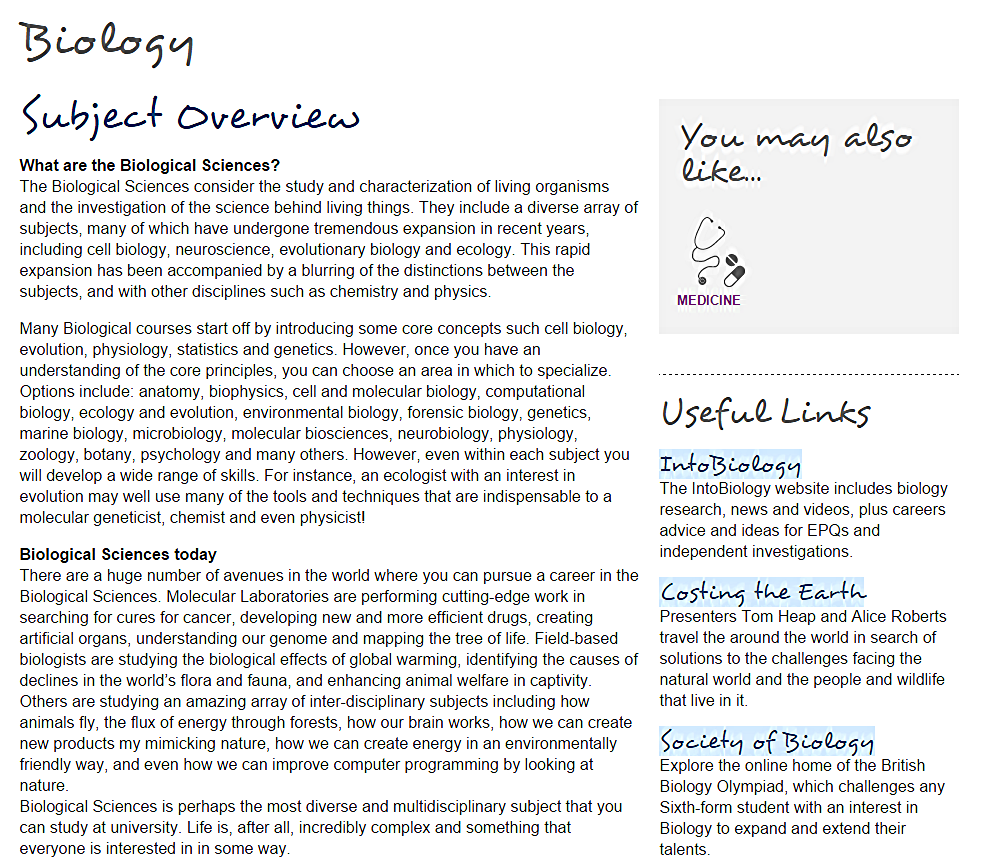 Biology
Subject Overview
What are the Biological Sciences?
The Biological Sciences consider the study and characterization of living organisms
and the investigation of the science behind living things. They include a diverse array of
subjects, many of which have undergone tremendous expansion in recent years,
including cell biology, neuroscience, evolutionary biology and ecology. This rapid
expansion has been accompanied by a blurring of the distinctions between the
subjects, and with other disciplines such as chemistry and physics.
Many Biological courses start off by introducing some core concepts such cell biology,
evolution, physiology, statistics and genetics. However, once you have an
understanding of the core principles, you can choose an area in which to specialize.
Options include: anatomy, biophysics, cell and molecular biology, computational
biology, ecology and evolution, environmental biology, forensic biology, genetics,
marine biology, microbiology, molecular biosciences, neurobiology, physiology,
zoology, botany, psychology and many others. However, even within each subject you
will develop a wide range of skills. For instance, an ecologist with an interest in
evolution may well use many of the tools and techniques that are indispensable to a
molecular geneticist, chemist and even physicist!
Biological Sciences today
There are a huge number of avenues in the world where you can pursue a career in the
Biological Sciences. Molecular Laboratories are performing cutting-edge work in
searching for cures for cancer, developing new and more efficient drugs, creating
artificial organs, understanding our genome and mapping the tree of life. Field-based
biologists are studying the biological effects of global warming, identifying the causes of
declines in the world's flora and fauna, and enhancing animal welfare in captivity.
Others are studying an amazing array of inter-disciplinary subjects including how
animals fly, the flux of energy through forests, how our brain works, how we can create
new products my mimicking nature, how we can create energy in an environmentally
friendly way, and even how we can improve computer programming by looking at
nature.
Biological Sciences is perhaps the most diverse and multidisciplinary subject that you
can study at university. Life is, after all, incredibly complex and something that
everyone is interested in in some way.
You may also
like...
MEDICINE
Useful Links
IntoBiology
The IntoBiology website includes biology
research, news and videos, plus careers
advice and ideas for EPQs and
independent investigations.
Costing the Earth
Presenters Tom Heap and Alice Roberts
travel the around the world in search of
solutions to the challenges facing the
natural world and the people and wildlife
that live in it.
Society of Biology
Explore the online home of the British
Biology Olympiad, which challenges any
Sixth-form student with an interest in
Biology to expand and extend their
talents.